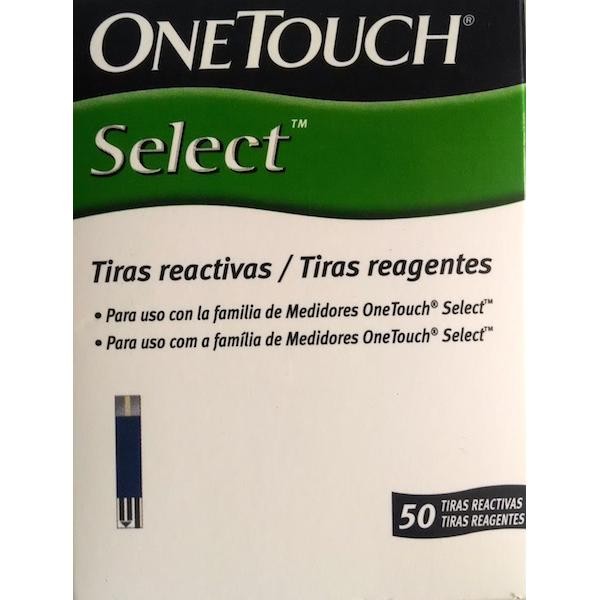 ONETOUCH®
Select™
Tiras reactivas / Tiras reagentes
• Para uso con la familia de Medidores OneTouch® Select™
• Para uso com a família de Medidores OneTouch® Select™
50 TIRAS REACTIVAS
TIRAS REAGENTES